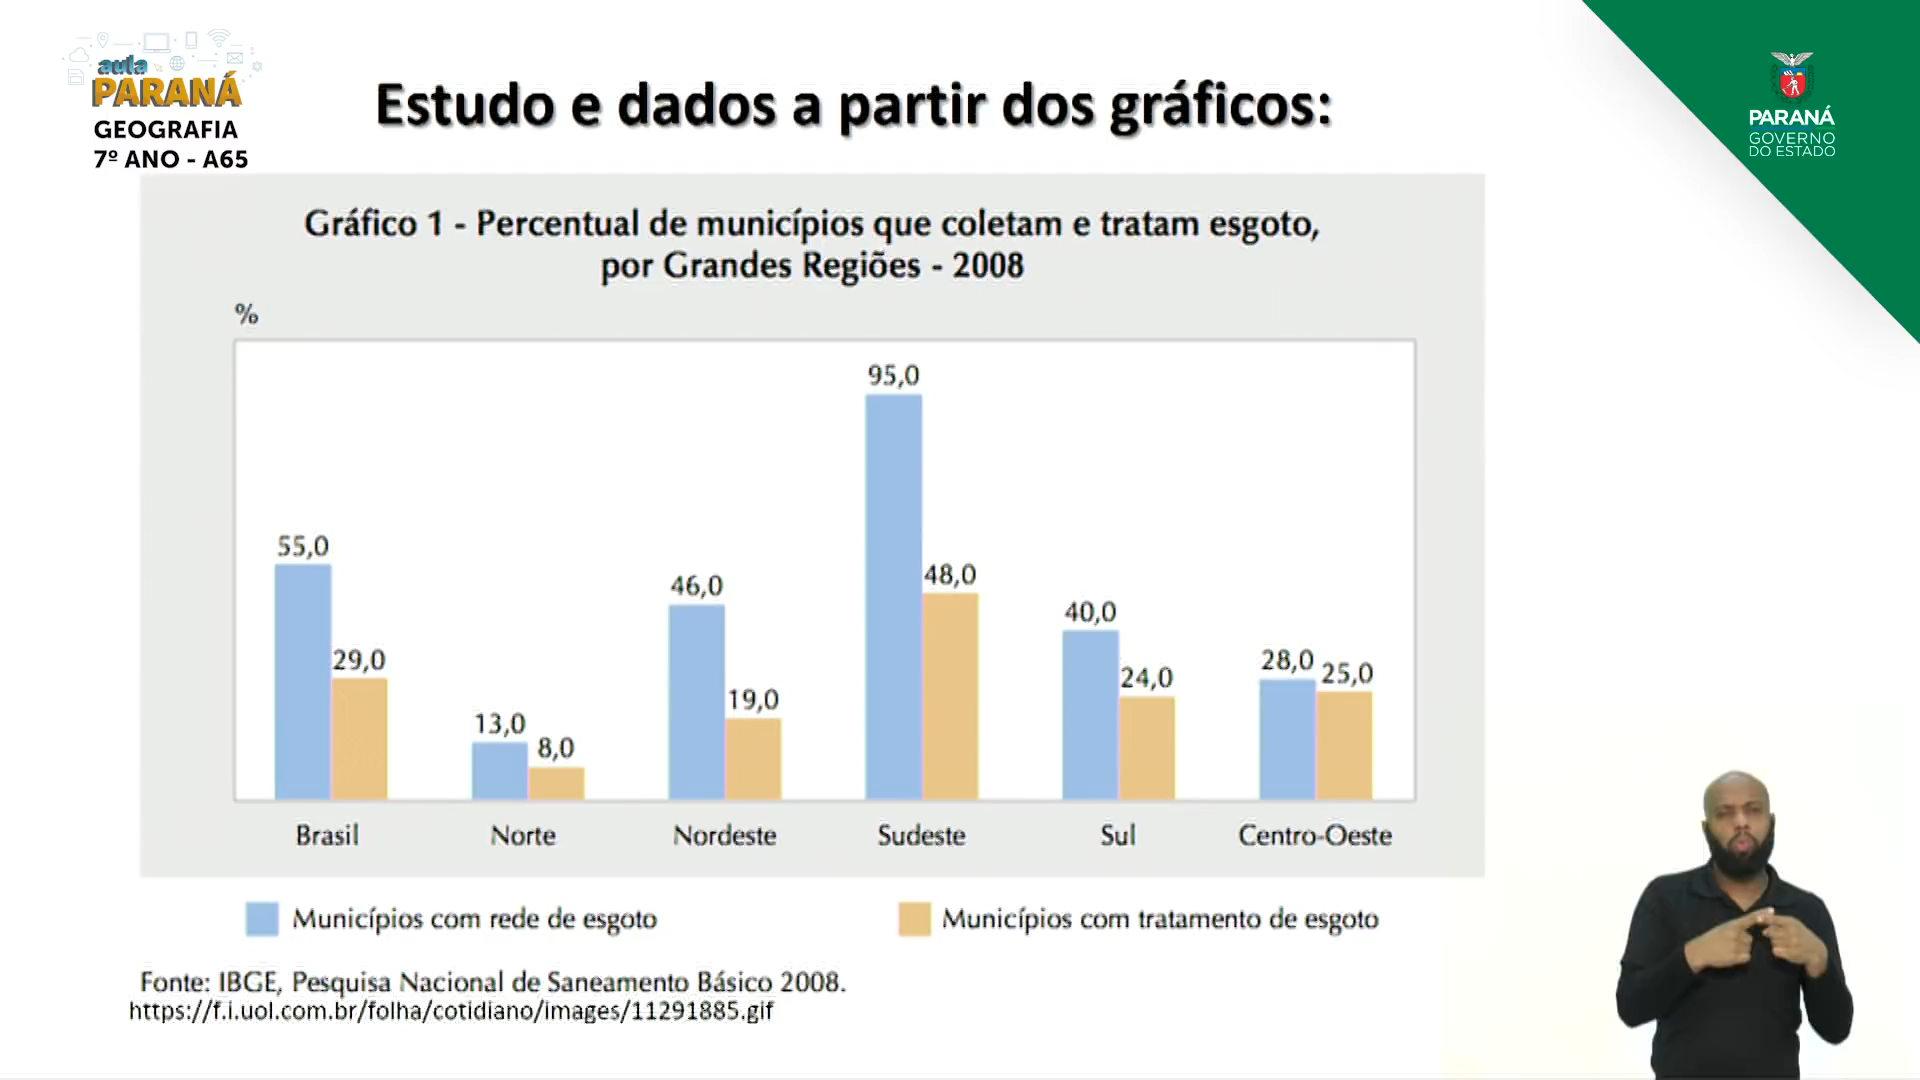 aula
PARANÁ
GEOGRAFIA
7º ANO - A65
Estudo e dados a partir dos gráficos:
PARANÁ
GOVERNO
DO ESTADO
Gráfico 1 - Percentual de municípios que coletam e tratam esgoto,
por Grandes Regiões - 2008
%
55,0
29,0
13,0
8,0
46,0
19,0
95,0
48,0
40,0
24,0
28,0
25,0
Brasil
Norte
Nordeste
Sudeste
Sul
Centro-Oeste
Municípios com rede de esgoto
Municípios com tratamento de esgoto
Fonte: IBGE, Pesquisa Nacional de Saneamento Básico 2008.
https://f.i.uol.com.br/folha/cotidiano/images/11291885.gif